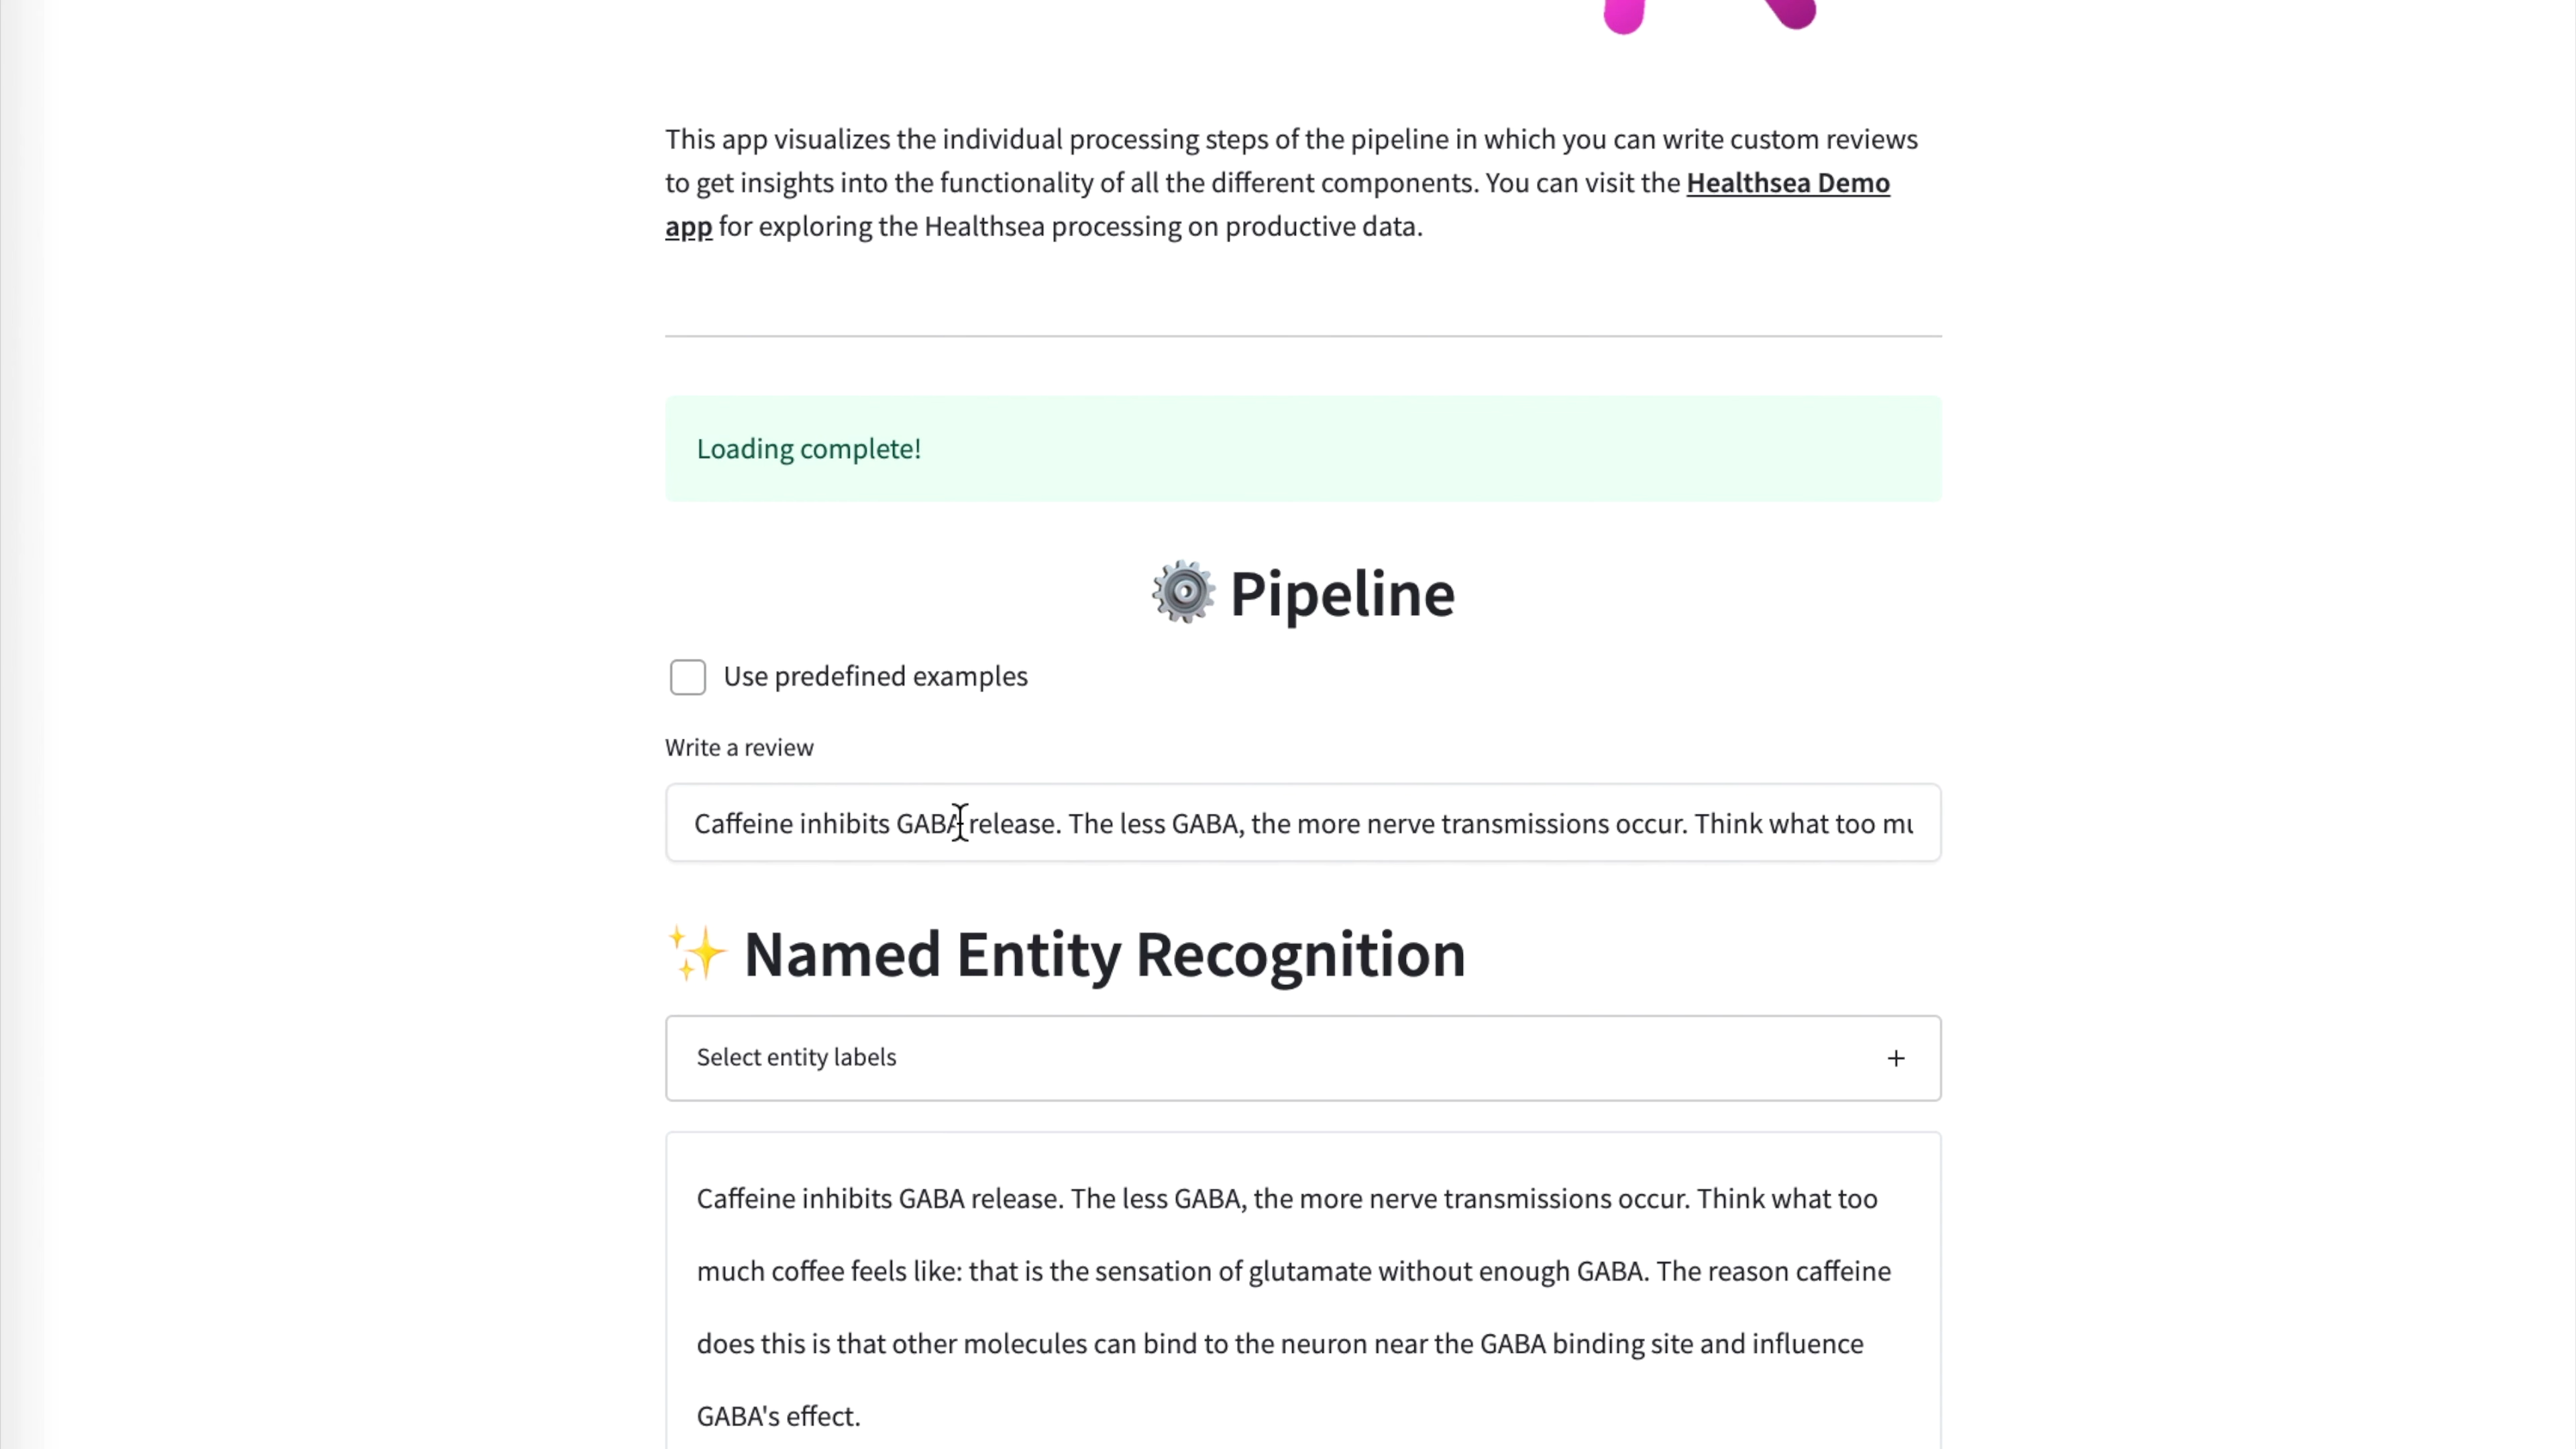 This app visualizes the individual processing steps of the pipeline in which you can write custom reviews
to get insights into the functionality of all the different components. You can visit the Healthsea Demo
app for exploring the Healthsea processing on productive data.
Loading complete!
Pipeline
Use predefined examples
Write a review
Caffeine inhibits GABA release. The less GABA, the more nerve transmissions occur. Think what too
Named Entity Recognition
Select entity labels
+
Caffeine inhibits GABA release. The less GABA, the more nerve transmissions occur. Think what too
much coffee feels like: that is the sensation of glutamate without enough GABA. The reason caffeine
does this is that other molecules can bind to the neuron near the GABA binding site and influence
GABA's effect.